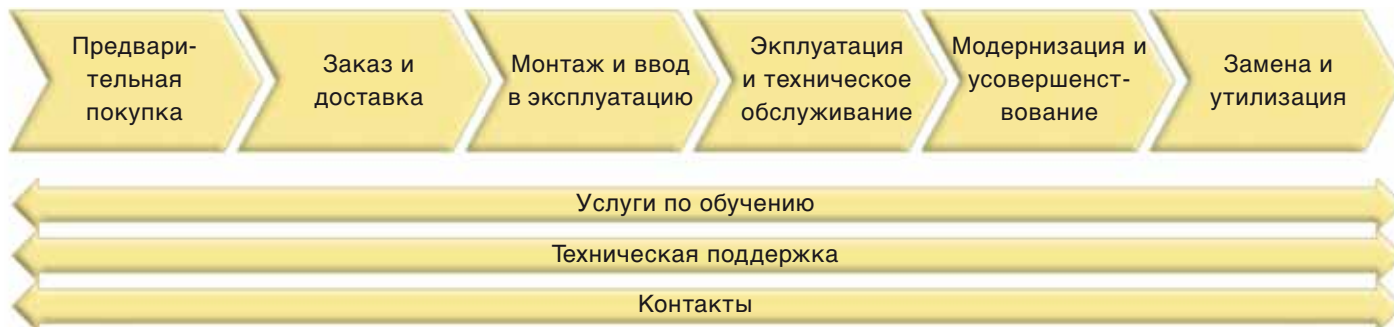 Предвари-
тельная
покупка
Заказ и
доставка
Монтаж и ввод
в эксплуатацию
Экплуатация
и техническое
обслуживание
Модернизация и
усовершенст-
вование
Замена и
утилизация
Услуги по обучению
Техническая поддержка
Контакты